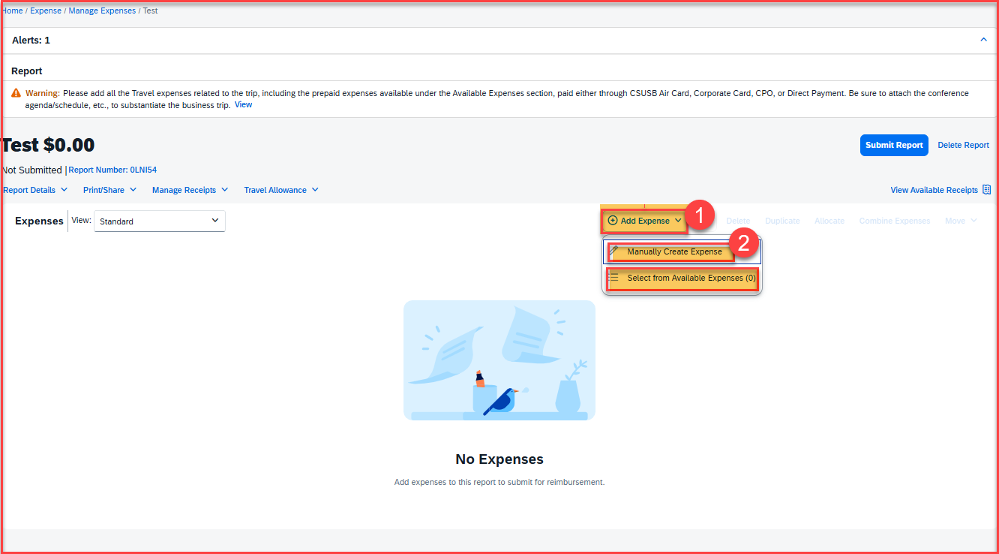 Home / Expense / Manage Expenses / Test
Alerts: 1
Report
Warning: Please add all the Travel expenses related to the trip, including the prepaid expenses available under the Available Expenses section, paid either through CSUSB Air Card, Corporate Card, CPO, or Direct Payment. Be sure to attach the conference
agenda/schedule, etc., to substantiate the business trip. View
Test $0.00
Submit Report
Delete Report
Not Submitted | Report Number: 0LNI54
Report Details
Print/Share
Manage Receipts
Travel Allowance
View Available Receipts
Expenses
View:
Standard
Add Expense
1
Delete
Duplicate
Allocate
Combine Expenses
Move
Manually Create Expense
2
Select from Available Expenses (0)
No Expenses
Add expenses to this report to submit for reimbursement.